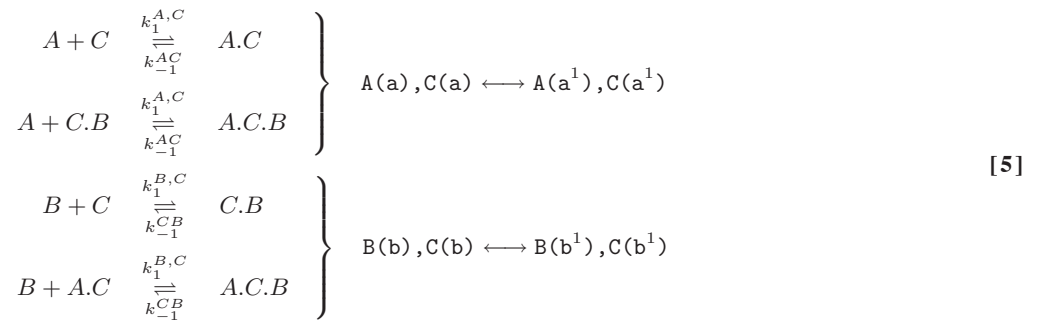 k_1^{A,C}
A + C ⇌ A.C
k_{-1}^{AC}
A(a),C(a) ⟷ A(a^1),C(a^1)
k_1^{A,C}
A + C.B ⇌ A.C.B
k_{-1}^{AC}
[5]
k_1^{B,C}
B + C ⇌ C.B
k_{-1}^{CB}
B(b),C(b) ⟷ B(b^1),C(b^1)
k_1^{B,C}
B + A.C ⇌ A.C.B
k_{-1}^{CB}